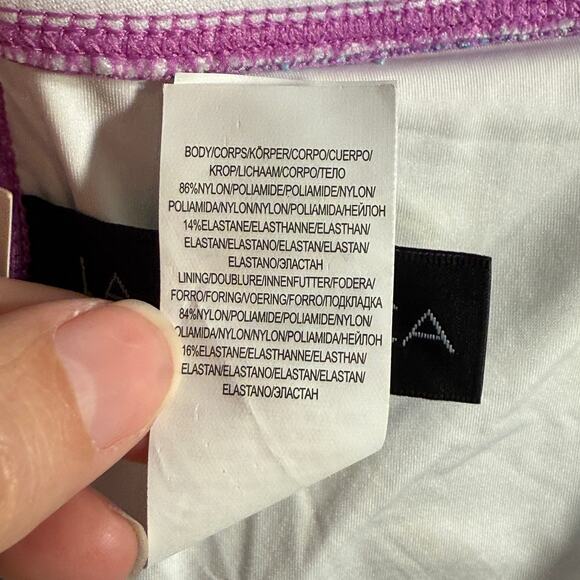 BODY/CORPS/KÖRPER/CORPO/CUERPO/
KROP/LICHAAM/CORPO/ТЕЛО
86%NYLON/POLIAMIDE/POLIAMIDE/NYLON/
POLIAMIDA/NYLON/NYLON/POLIAMIDA/НЕЙЛОН
14%ELASTANE/ELASTHANNE/ELASTHAN/
ELASTAN/ELASTANO/ELASTAN/ELASTAN/
ELASTANO/ЭЛАСТАН
LINING/DOUBLURE/INNENFUTTER/FODERA/
FORRO/FORING/VOERING/FORRO/ПОДКЛАДКА
84%NYLON/POLIAMIDE/POLIAMIDE/NYLON/
POLIAMIDA/NYLON/NYLON/POLIAMIDA/НЕЙЛОН
16%ELASTANE/ELASTHANNE/ELASTHAN/
ELASTAN/ELASTANO/ELASTAN/ELASTAN/
ELASTANO/ЭЛАСТАН